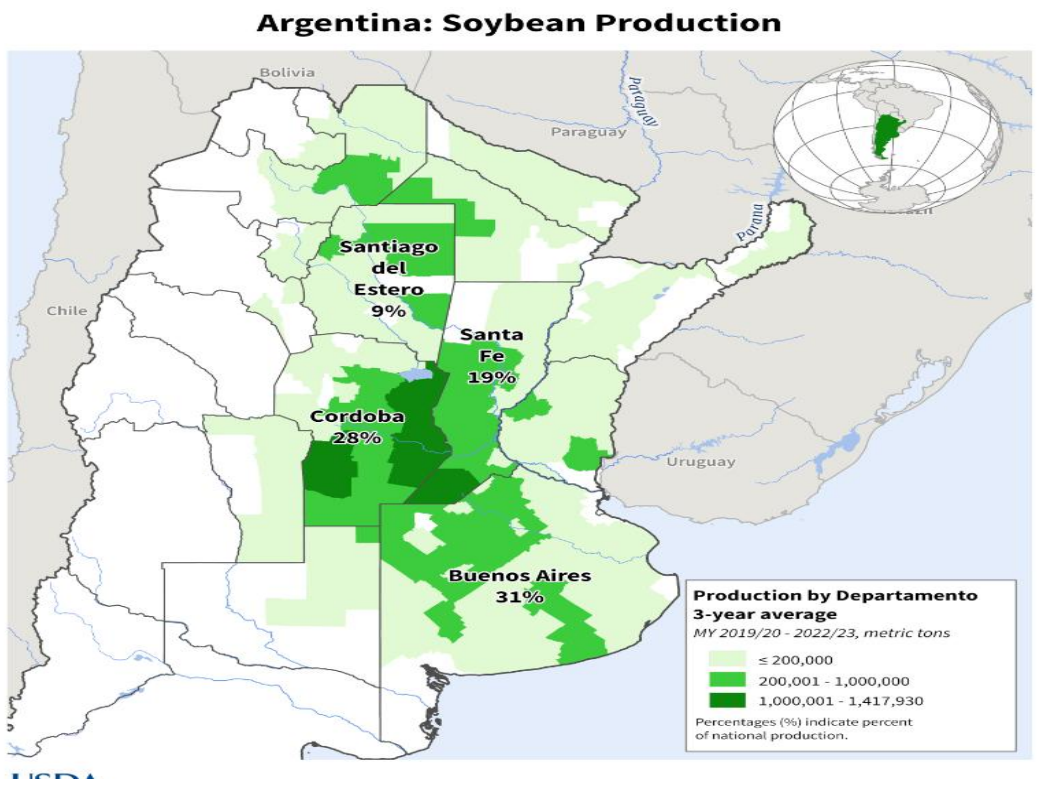 Argentina: Soybean Production
Bolivia
Paraguay
Paraguay
Parana
Santiago
del
Estero
9%
Chile
Santa
Fe
19%
Cordoba
28%
Uruguay
Buenos Aires
31%
Production by Departamento
3-year average
MY 2019/20 - 2022/23, metric tons
≤ 200,000
200,001 - 1,000,000
1,000,001 - 1,417,930
Percentages (%) indicate percent
of national production.
USDA